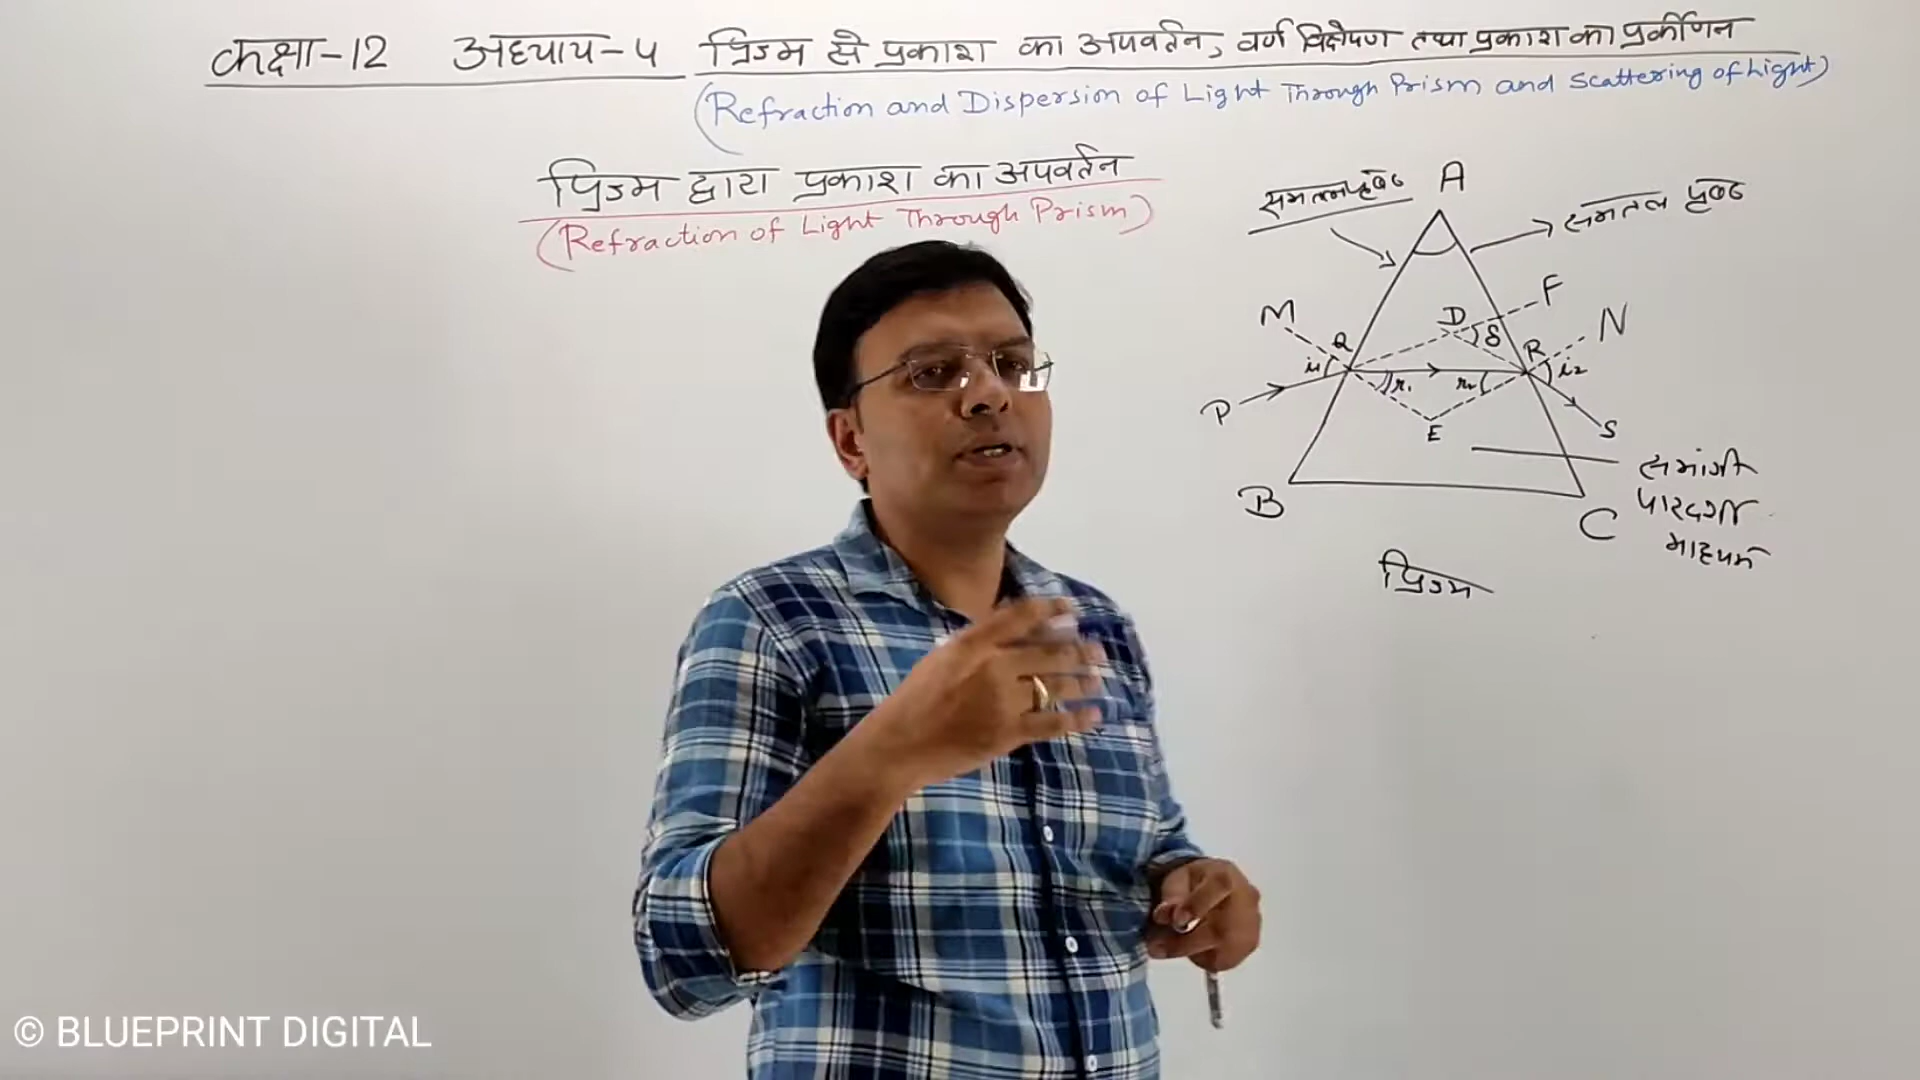 कक्षा-12 अध्याय-4 प्रिज्म से प्रकाश का अपवर्तन, वर्ण विक्षेपण तथा प्रकाश का प्रकीर्णन
(Refraction and Dispersion of Light Through Prism and Scattering of Light)
प्रिज्म द्वारा प्रकाश का अपवर्तन
(Refraction of Light Through Prism)
समतल पृष्ठ A समतल पृष्ठ
M Q D F δ R N
i₁ r₁ r₂ i₂
P E S
B C
समांगी
पारदर्शी
माध्यम
प्रिज्म
© BLUEPRINT DIGITAL